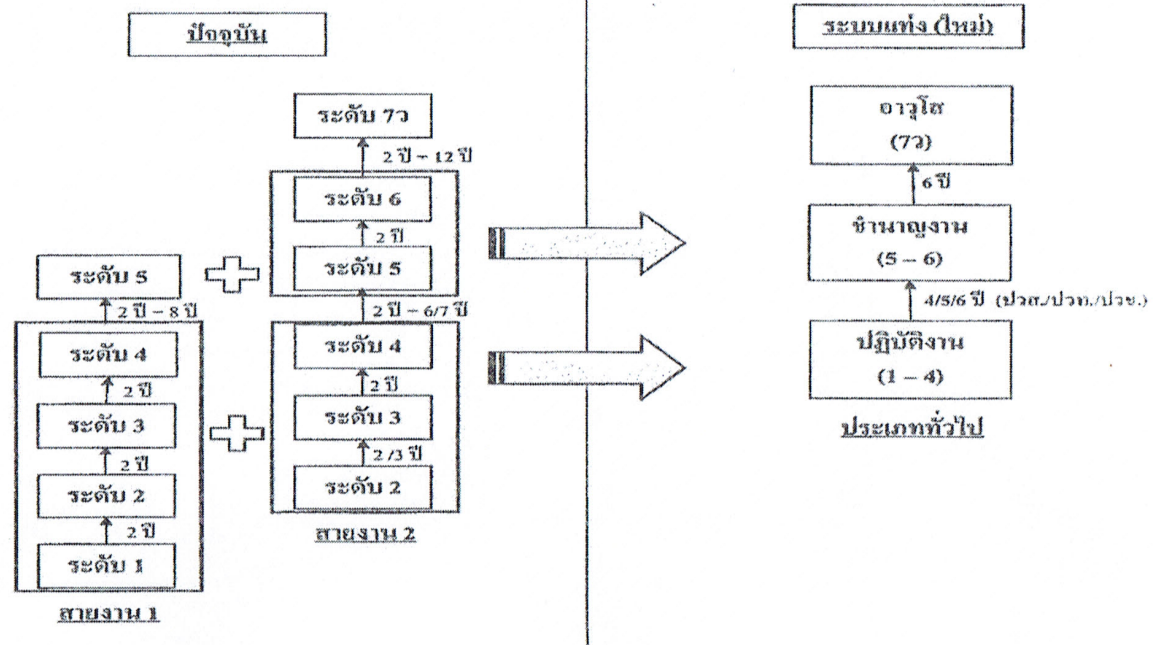 ปัจจุบัน
ระดับ 7ว
2 ปี – 12 ปี
ระดับ 6
2 ปี
ระดับ 5
ระดับ 5
2 ปี – 8 ปี
2 ปี – 6/7 ปี
ระดับ 4
ระดับ 4
2 ปี
2 ปี
ระดับ 3
ระดับ 3
2 ปี
2 /3 ปี
ระดับ 2
ระดับ 2
2 ปี
สายงาน 2
ระดับ 1
สายงาน 1
ระบบแท่ง (ใหม่)
อาวุโส
(7ว)
6 ปี
ชำนาญงาน
(5 – 6)
4/5/6 ปี (ปวส./ปวท./ปวช.)
ปฏิบัติงาน
(1 – 4)
ประเภททั่วไป